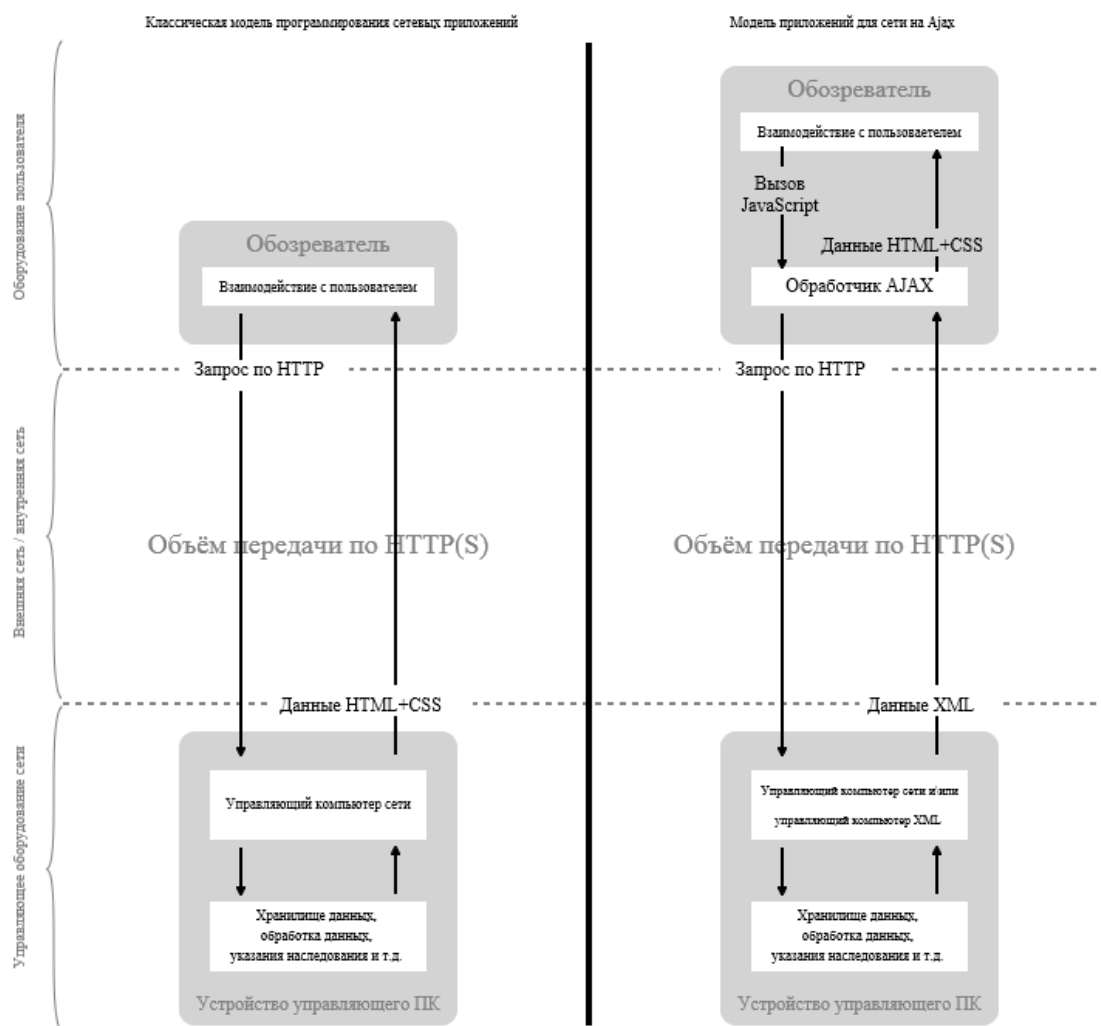 Классическая модель программирования сетевых приложений
Модель приложений для сети на Ajax
Оборудование пользователя
Внешняя сеть / внутренняя сеть
Управляющее оборудование сети
Обозреватель
Взаимодействие с пользователем
Запрос по HTTP
Объём передачи по HTTP(S)
Данные HTML+CSS
Управляющий компьютер сети
Хранилище данных,
обработка данных,
указания наследования и т.д.
Устройство управляющего ПК
Обозреватель
Взаимодействие с пользоваетелем
Вызов
JavaScript
Данные HTML+CSS
Обработчик AJAX
Запрос по HTTP
Объём передачи по HTTP(S)
Данные XML
Управляющий компьютер сети и\или
управляющий компьютер XML
Хранилище данных,
обработка данных,
указания наследования и т.д.
Устройство управляющего ПК